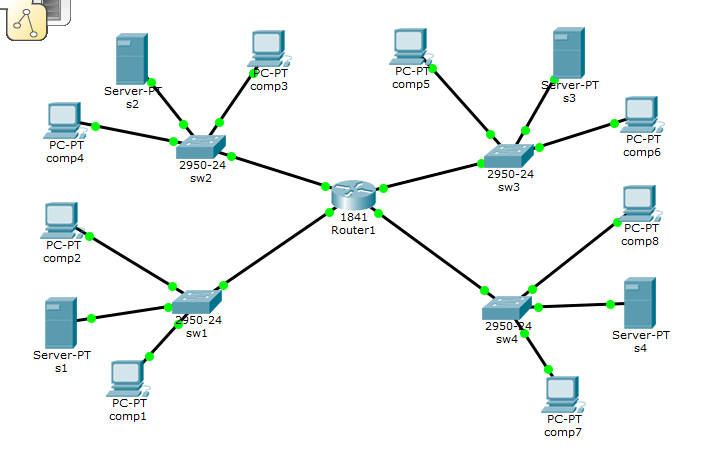 PC-PT
comp3
PC-PT
comp5
Server-PT
s2
Server-PT
s3
PC-PT
comp4
2950-24
sw2
PC-PT
comp6
2950-24
sw3
1841
Router1
PC-PT
comp2
PC-PT
comp8
2950-24
sw1
2950-24
sw4
Server-PT
s1
Server-PT
s4
PC-PT
comp1
PC-PT
comp7